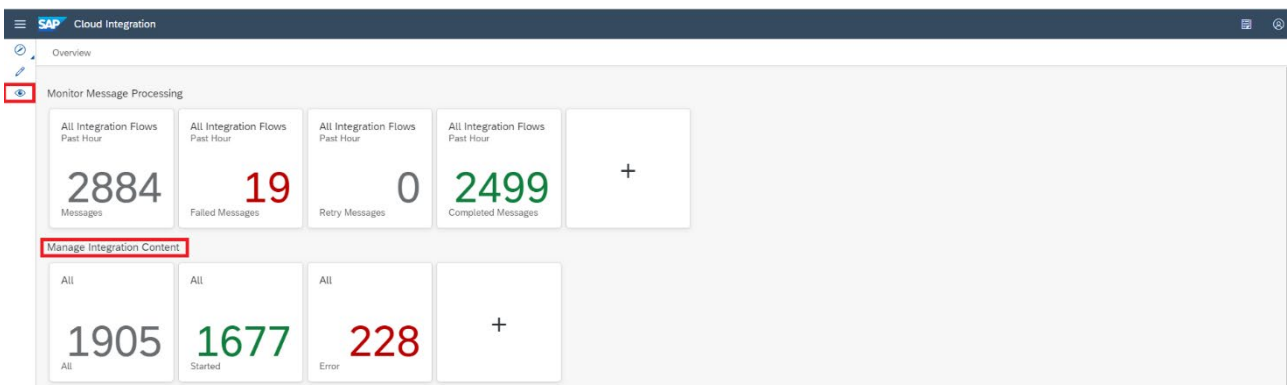 SAP Cloud Integration
Overview
Monitor Message Processing
All Integration Flows
Past Hour
2884
Messages
All Integration Flows
Past Hour
19
Failed Messages
All Integration Flows
Past Hour
0
Retry Messages
All Integration Flows
Past Hour
2499
Completed Messages
+
Manage Integration Content
All
1905
All
All
1677
Started
All
228
Error
+